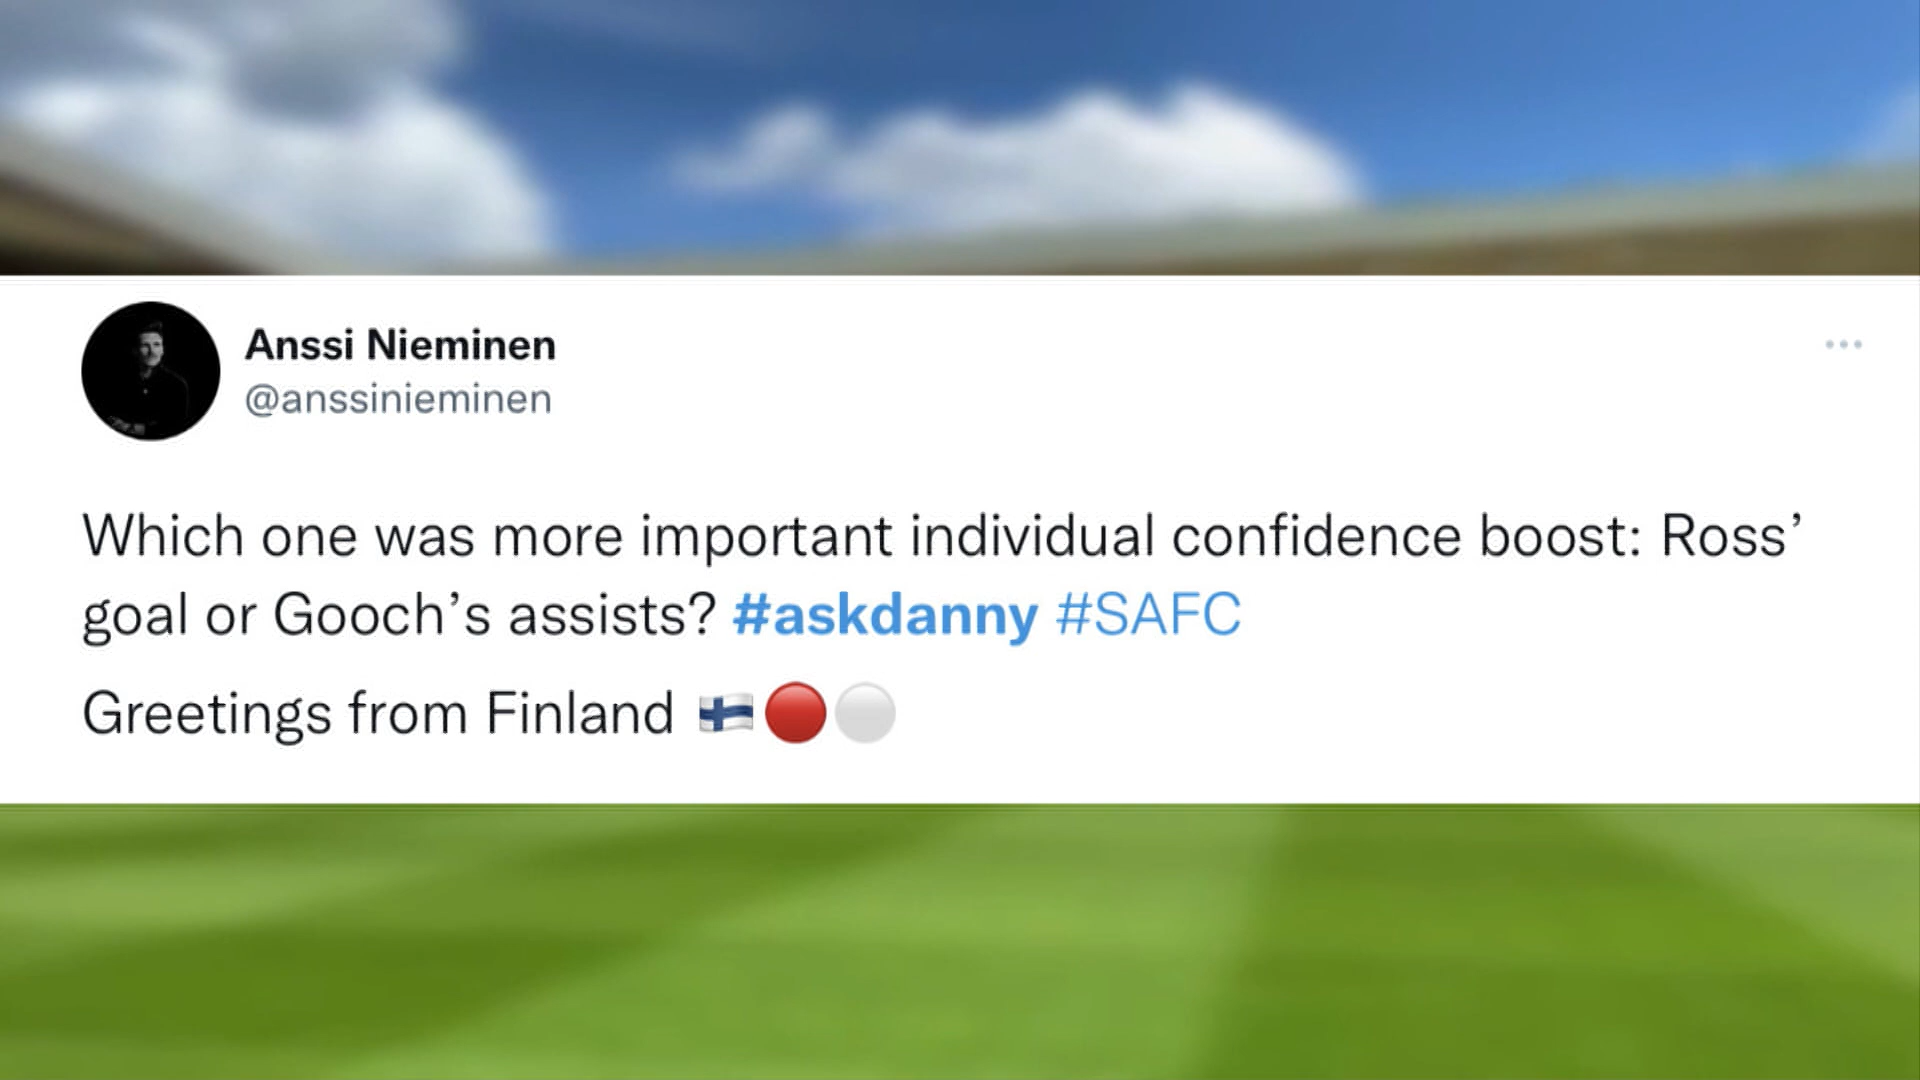 Anssi Nieminen
@anssinieminen
Which one was more important individual confidence boost: Ross’
goal or Gooch’s assists? #askdanny #SAFC
Greetings from Finland 🇫🇮🔴⚪